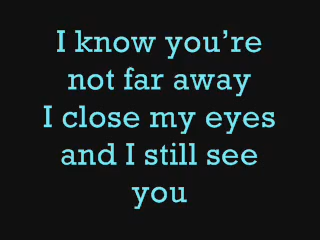 I know you’re
not far away
I close my eyes
and I still see
you